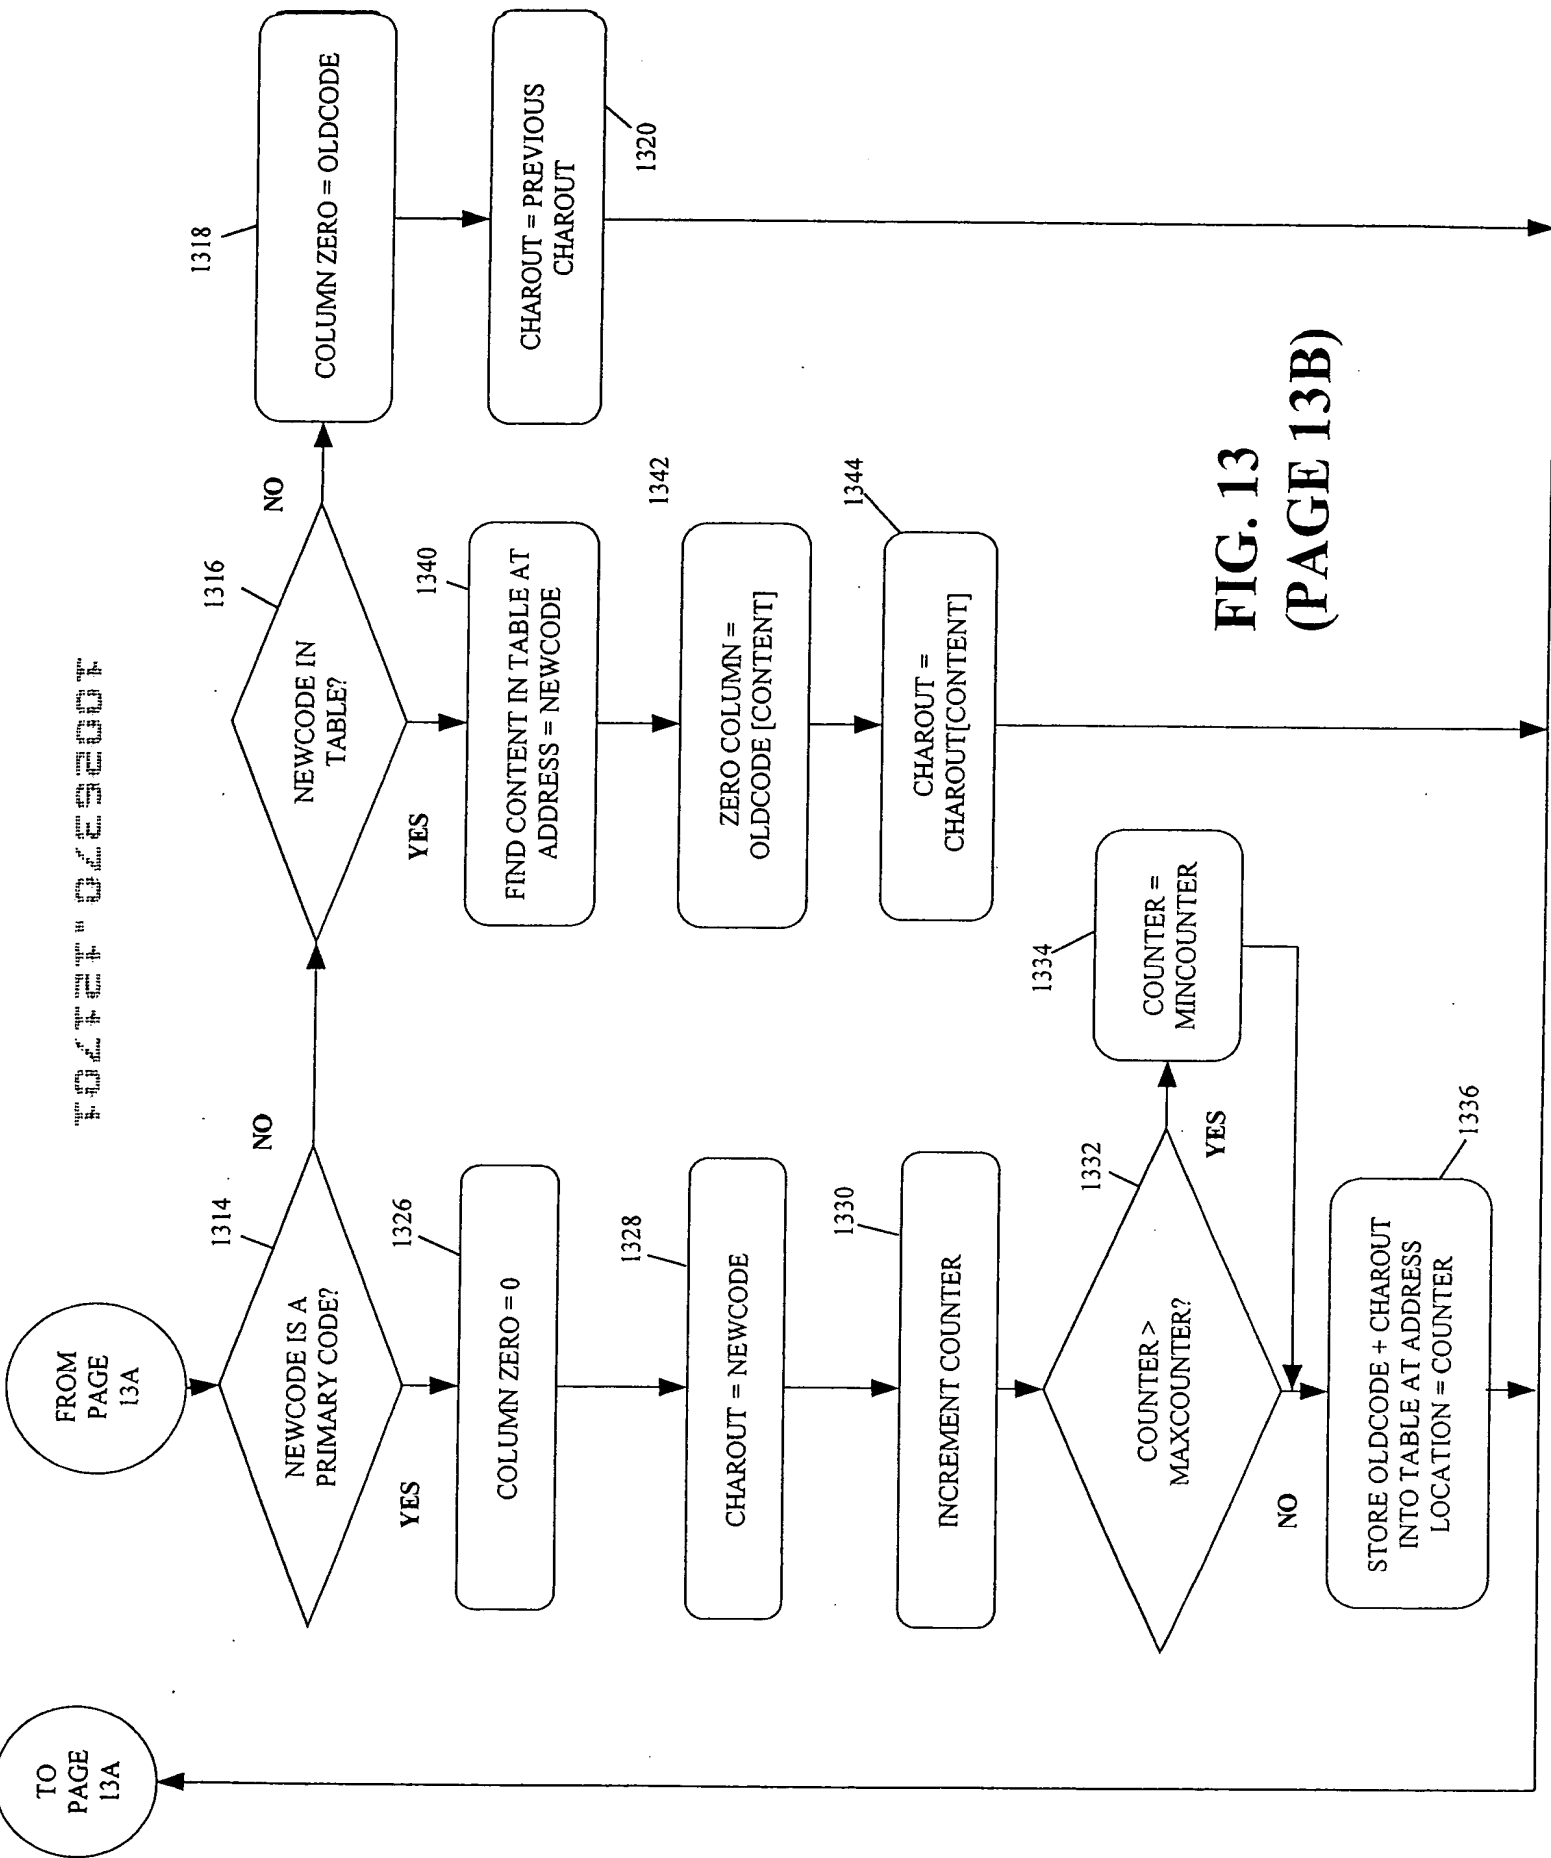 TO
PAGE
13A
FROM
PAGE
13A
1314
NEWCODE IS A
PRIMARY CODE?
NO
YES
1316
NEWCODE IN
TABLE?
NO
YES
1318
COLUMN ZERO = OLDCODE
1320
CHAROUT = PREVIOUS
CHAROUT
1326
COLUMN ZERO = 0
1328
CHAROUT = NEWCODE
1330
INCREMENT COUNTER
1332
COUNTER >
MAXCOUNTER?
YES
NO
1334
COUNTER =
MINCOUNTER
1336
STORE OLDCODE + CHAROUT
INTO TABLE AT ADDRESS
LOCATION = COUNTER
1340
FIND CONTENT IN TABLE AT
ADDRESS = NEWCODE
1342
ZERO COLUMN =
OLDCODE [CONTENT]
1344
CHAROUT =
CHAROUT[CONTENT]
FIG. 13
(PAGE 13B)